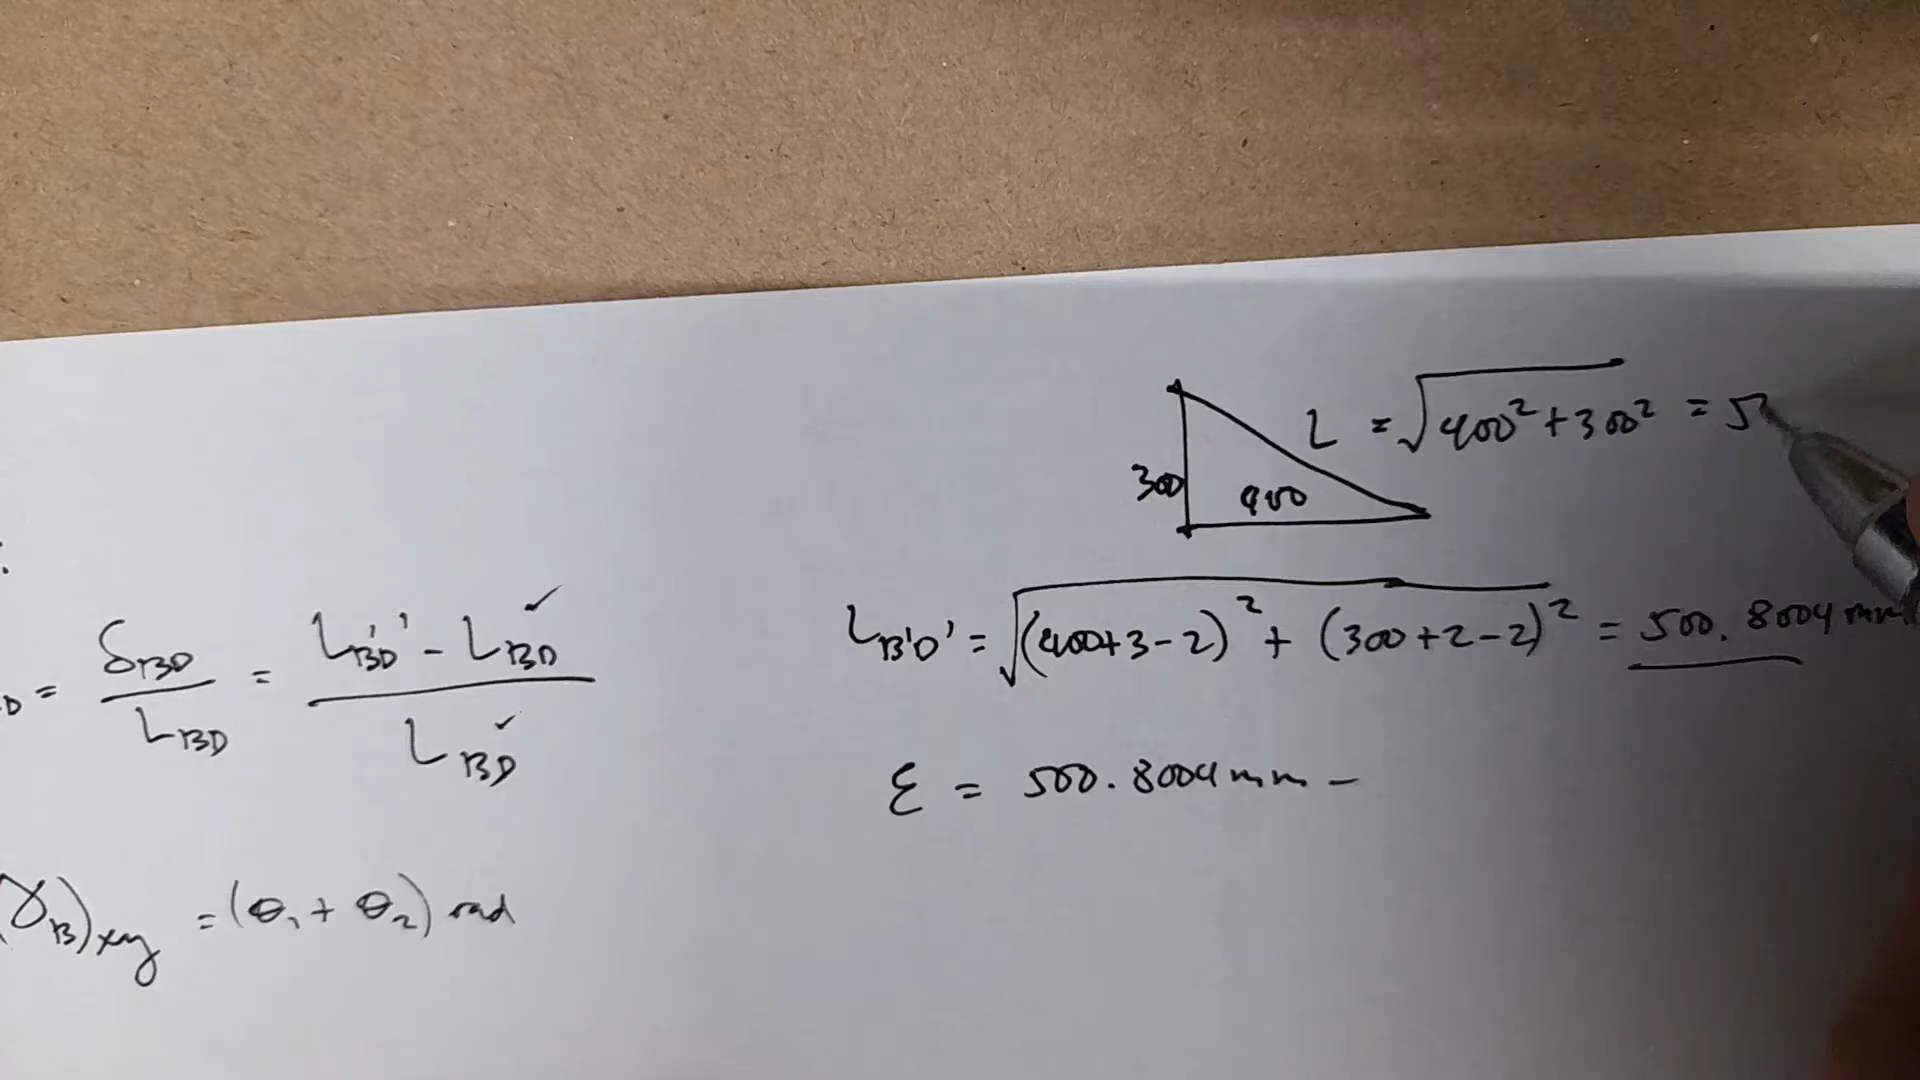 L = √400² + 300² = 5
300
400
L_B'D' = √(400+3-2)² + (300+2-2)² = 500.8004 mm
D = δ_BD / L_BD = L_B'D' - L_BD / L_BD
ε = 500.8004 mm -
(γ_B)xy = (θ₁ + θ₂) rad